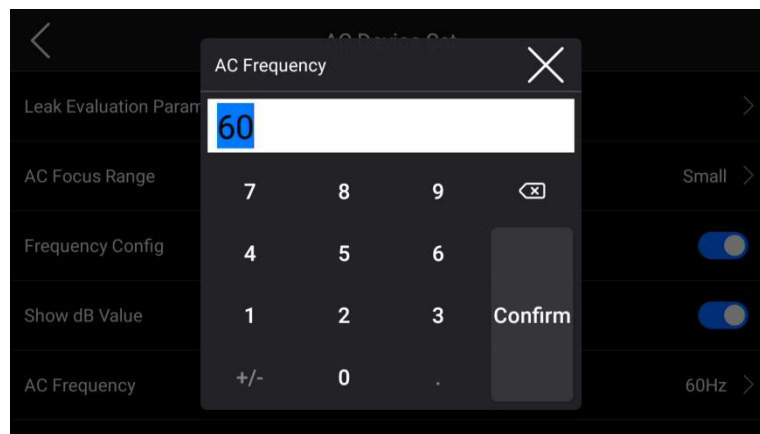 AC Frequency
60
Leak Evaluation Param
7 8 9
AC Focus Range Small
4 5 6
Frequency Config
1 2 3 Confirm
Show dB Value
+/- 0 .
AC Frequency 60Hz